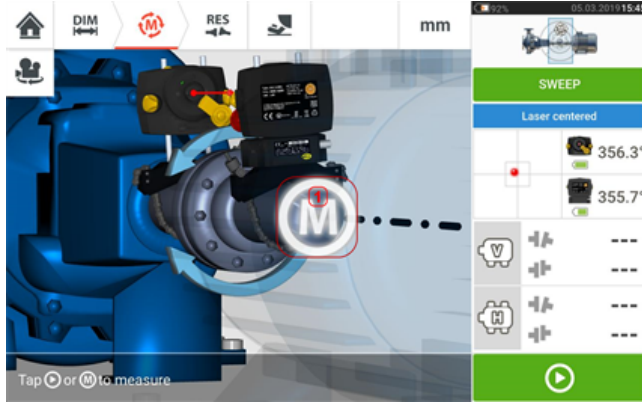 DIM
M
RES
mm
92%
05.03.2019 15:45
SWEEP
Laser centered
356.3°
355.7°
1
M
V
---
---
H
---
---
Tap or M to measure